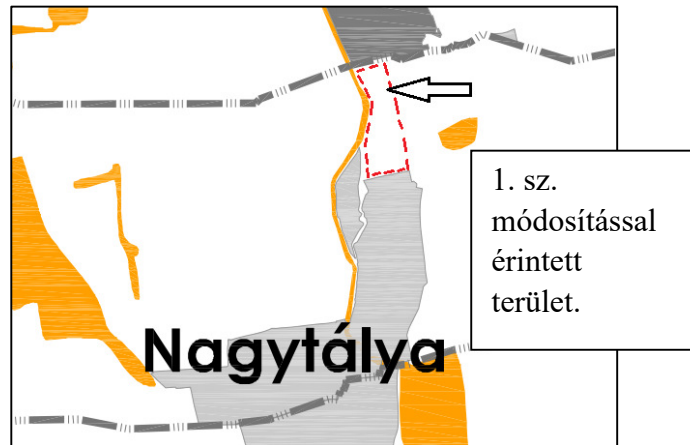 1. sz.
módosítással
érintett
terület.
Nagytálya